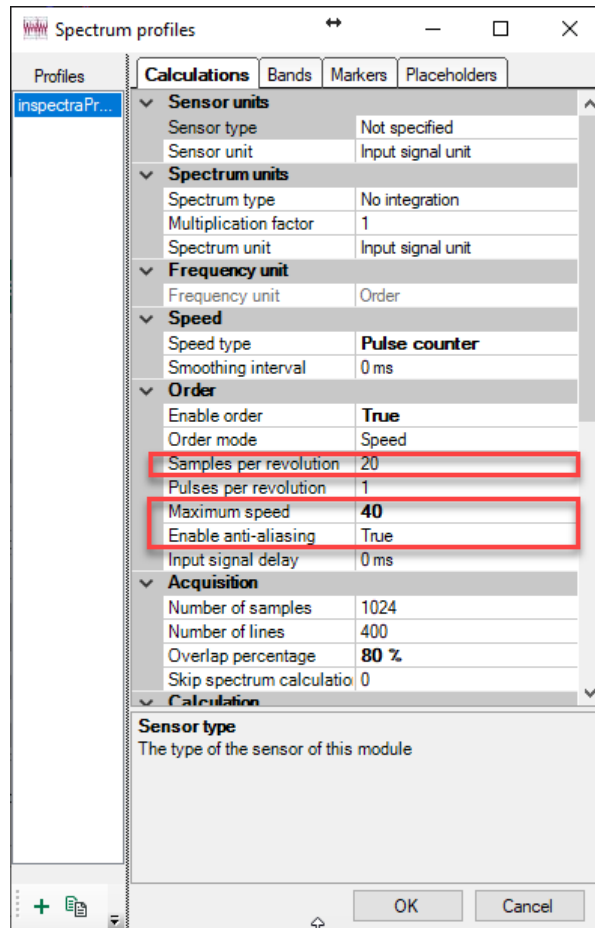 Spectrum profiles
Profiles
Calculations Bands Markers Placeholders
inspectraPr...
Sensor units
Sensor type Not specified
Sensor unit Input signal unit
Spectrum units
Spectrum type No integration
Multiplication factor 1
Spectrum unit Input signal unit
Frequency unit
Frequency unit Order
Speed
Speed type Pulse counter
Smoothing interval 0 ms
Order
Enable order True
Order mode Speed
Samples per revolution 20
Pulses per revolution 1
Maximum speed 40
Enable anti-aliasing True
Input signal delay 0 ms
Acquisition
Number of samples 1024
Number of lines 400
Overlap percentage 80 %
Skip spectrum calculatio 0
Calculation
Sensor type
The type of the sensor of this module
OK Cancel